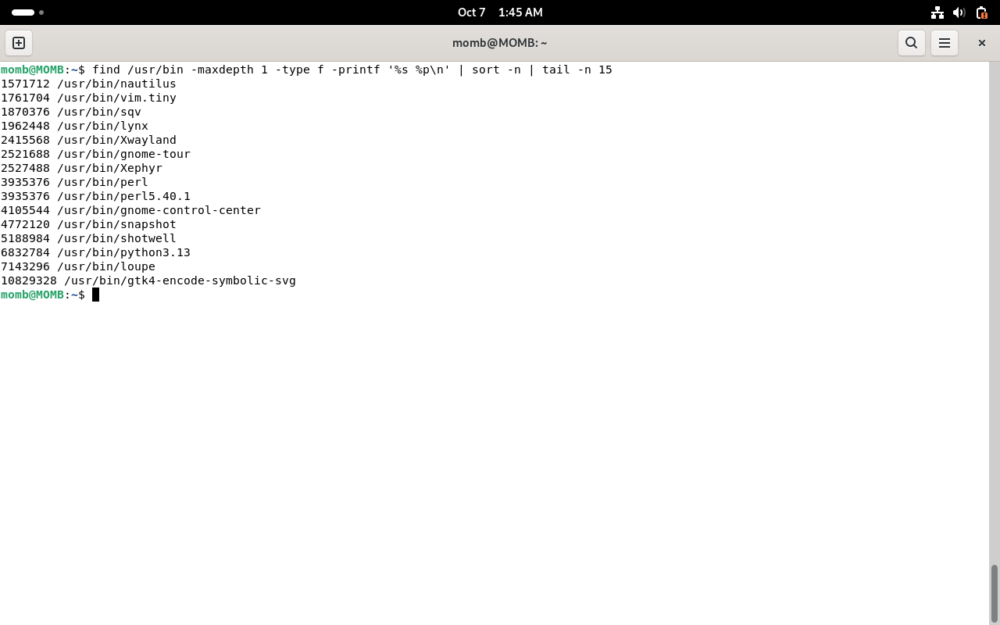 Oct 7 1:45 AM
momb@MOMB: ~
momb@MOMB:~$ find /usr/bin -maxdepth 1 -type f -printf '%s %p\n' | sort -n | tail -n 15
1571712 /usr/bin/nautilus
1761704 /usr/bin/vim.tiny
1870376 /usr/bin/sqv
1962448 /usr/bin/lynx
2415568 /usr/bin/Xwayland
2521688 /usr/bin/gnome-tour
2527488 /usr/bin/Xephyr
3935376 /usr/bin/perl
3935376 /usr/bin/perl5.40.1
4105544 /usr/bin/gnome-control-center
4772120 /usr/bin/snapshot
5188984 /usr/bin/shotwell
6832784 /usr/bin/python3.13
7143296 /usr/bin/loupe
10829328 /usr/bin/gtk4-encode-symbolic-svg
momb@MOMB:~$